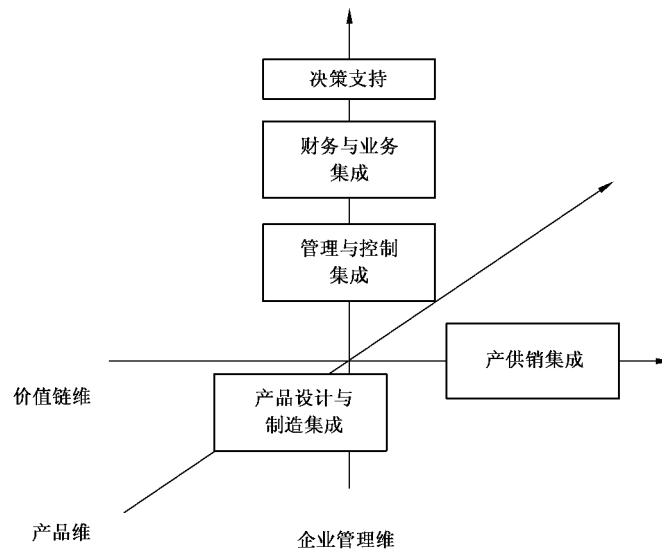 决策支持
财务与业务
集成
管理与控制
集成
产供销集成
价值链维
产品设计与
制造集成
产品维
企业管理维